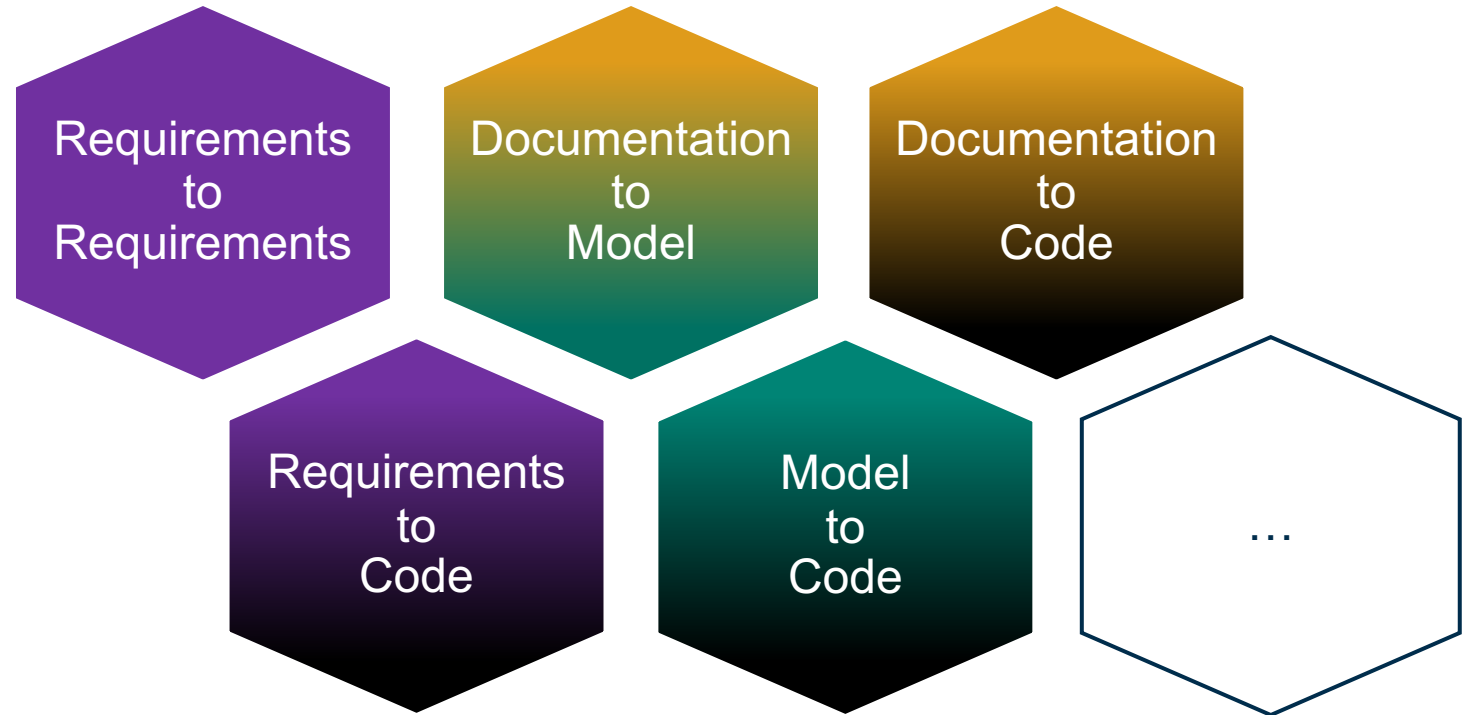 Requirements
to
Requirements
Documentation
to
Model
Documentation
to
Code
Requirements
to
Code
Model
to
Code
...